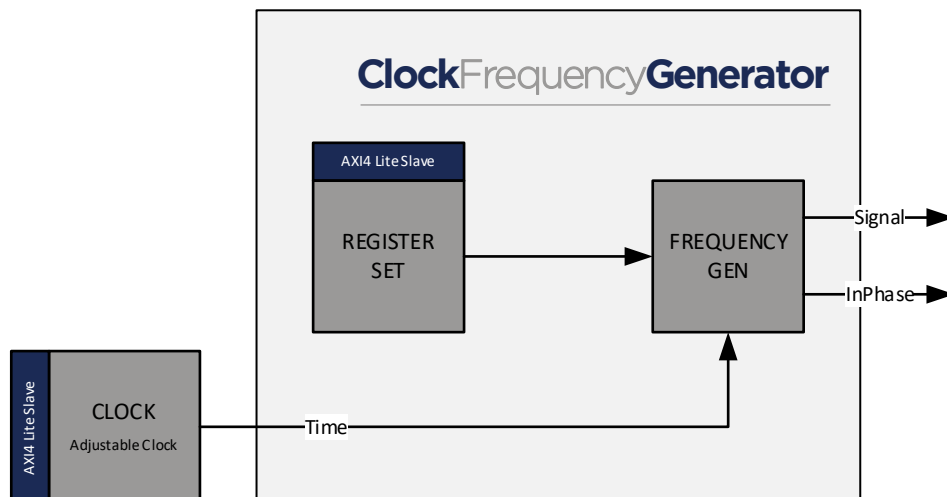 ClockFrequencyGenerator
AXI4 Lite Slave
REGISTER
SET
FREQUENCY
GEN
Signal
InPhase
AXI4 Lite Slave
CLOCK
Adjustable Clock
Time